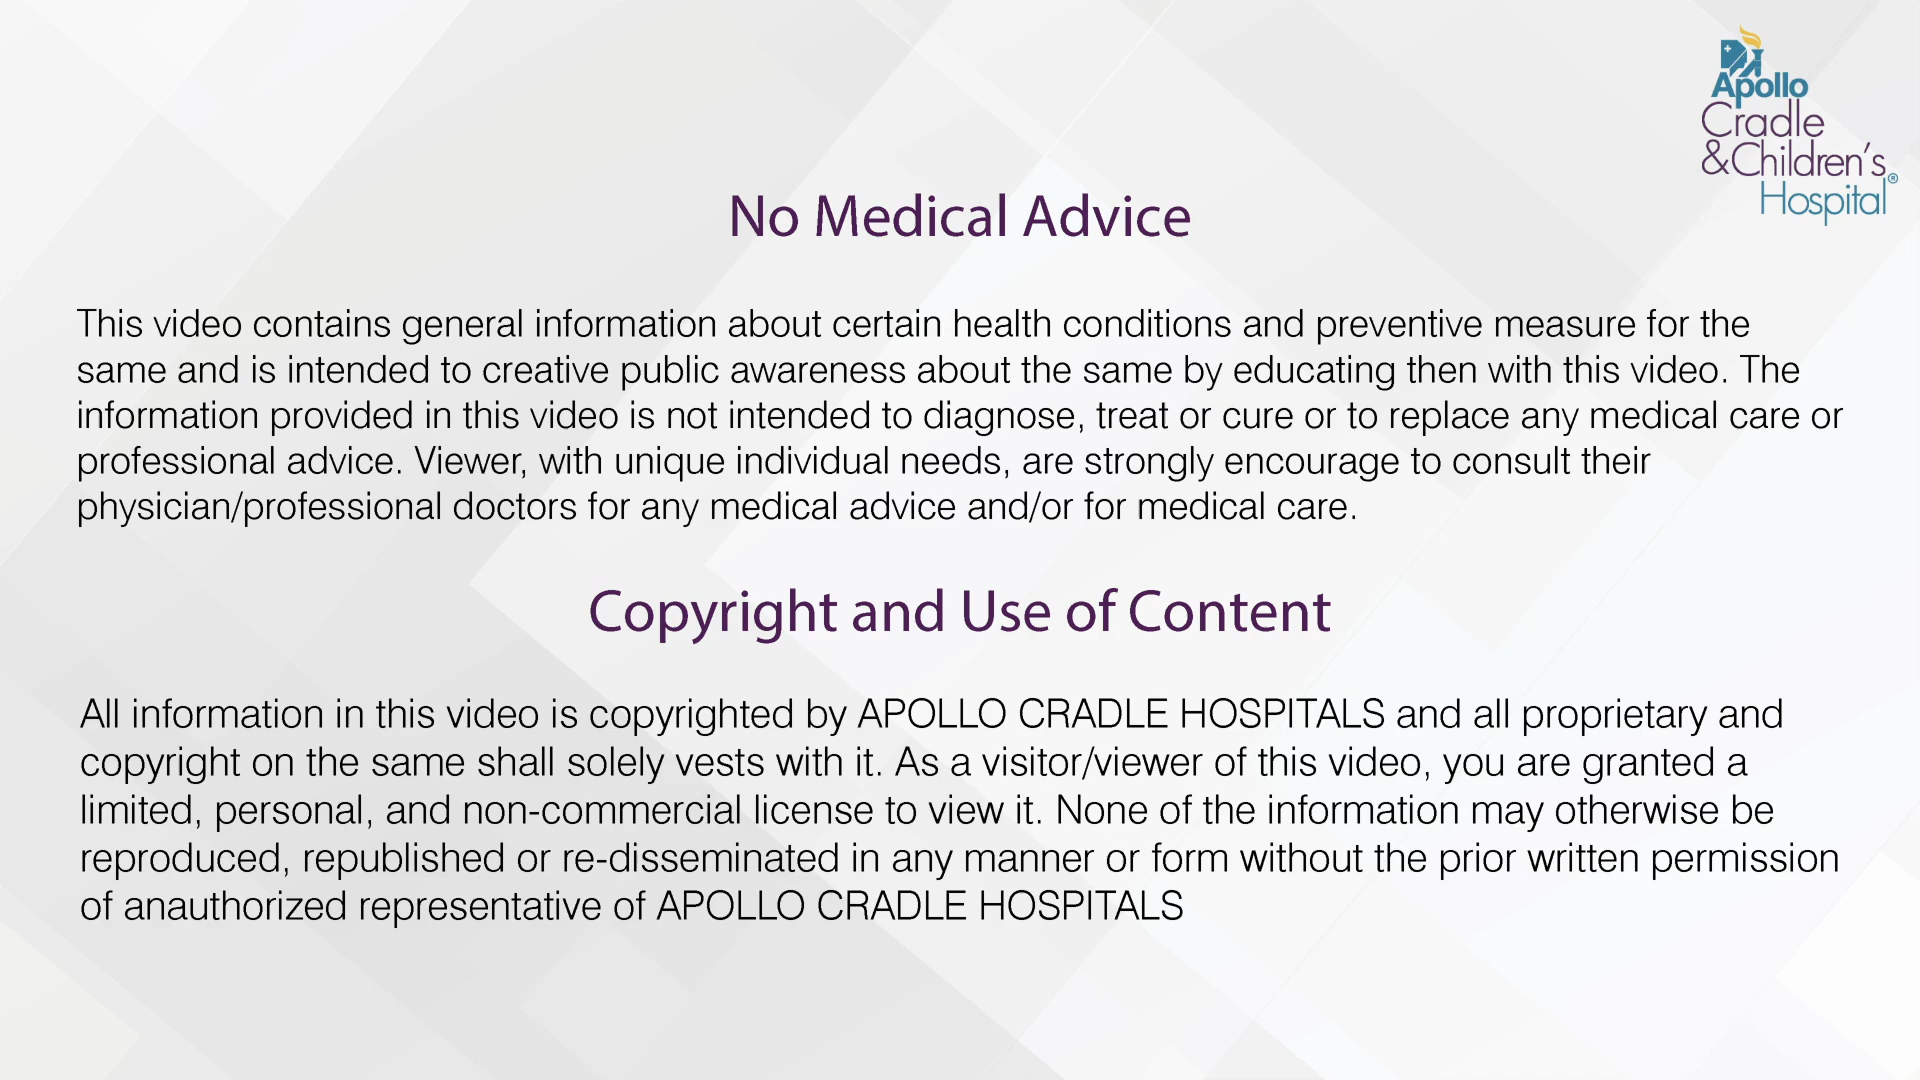 Apollo
Cradle
&Children's
Hospital®
No Medical Advice
This video contains general information about certain health conditions and preventive measure for the
same and is intended to creative public awareness about the same by educating then with this video. The
information provided in this video is not intended to diagnose, treat or cure or to replace any medical care or
professional advice. Viewer, with unique individual needs, are strongly encourage to consult their
physician/professional doctors for any medical advice and/or for medical care.
Copyright and Use of Content
All information in this video is copyrighted by APOLLO CRADLE HOSPITALS and all proprietary and
copyright on the same shall solely vests with it. As a visitor/viewer of this video, you are granted a
limited, personal, and non-commercial license to view it. None of the information may otherwise be
reproduced, republished or re-disseminated in any manner or form without the prior written permission
of anauthorized representative of APOLLO CRADLE HOSPITALS